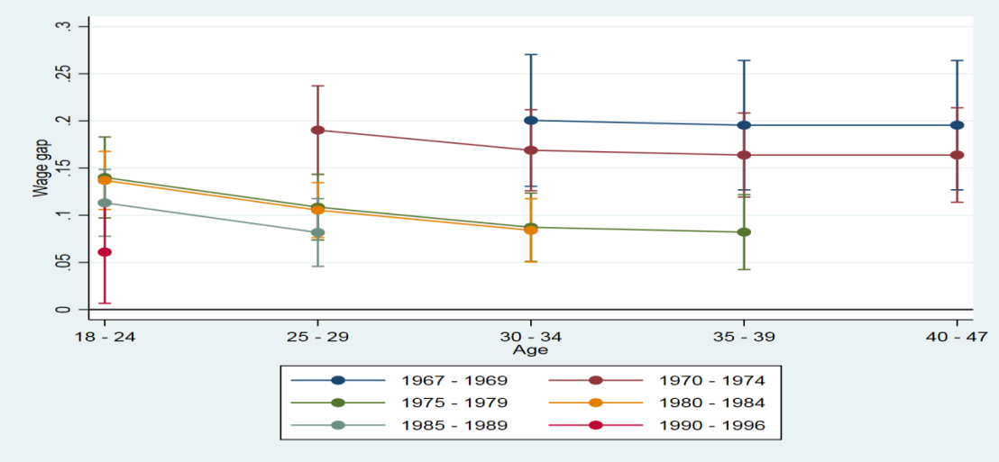 Wage gap
.3
.25
.2
.15
.1
.05
0
18 - 24 25 - 29 30 - 34 35 - 39 40 - 47
Age
1967 - 1969 1970 - 1974
1975 - 1979 1980 - 1984
1985 - 1989 1990 - 1996